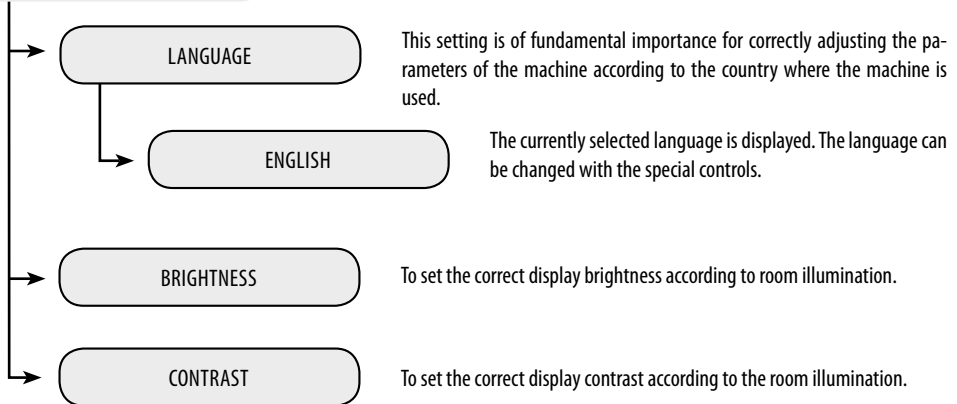 LANGUAGE
This setting is of fundamental importance for correctly adjusting the pa-
rameters of the machine according to the country where the machine is
used.
ENGLISH
The currently selected language is displayed. The language can
be changed with the special controls.
BRIGHTNESS
To set the correct display brightness according to room illumination.
CONTRAST
To set the correct display contrast according to the room illumination.